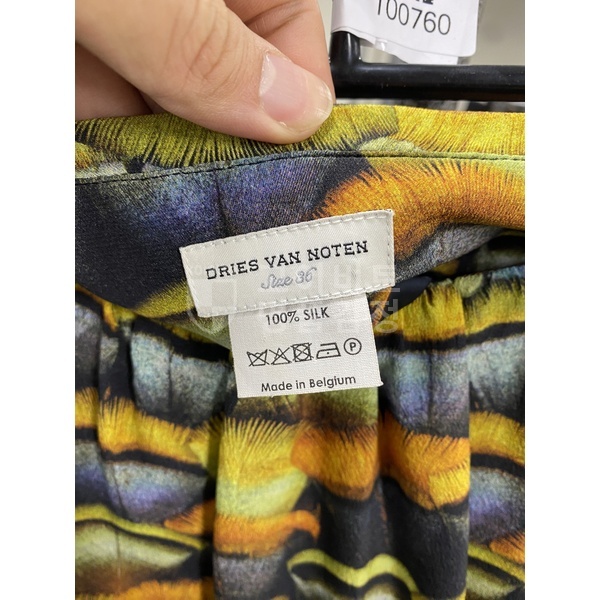 100760
DRIES VAN NOTEN
Size 36
100% SILK
P
Made in Belgium